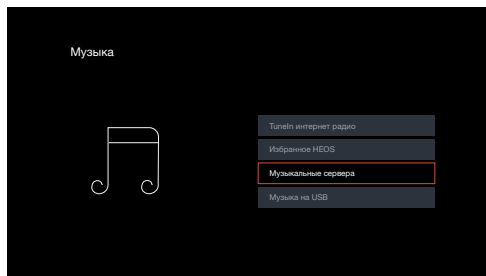 Музыка
TuneIn интернет радио
Избранное HEOS
Музыкальные сервера
Музыка на USB